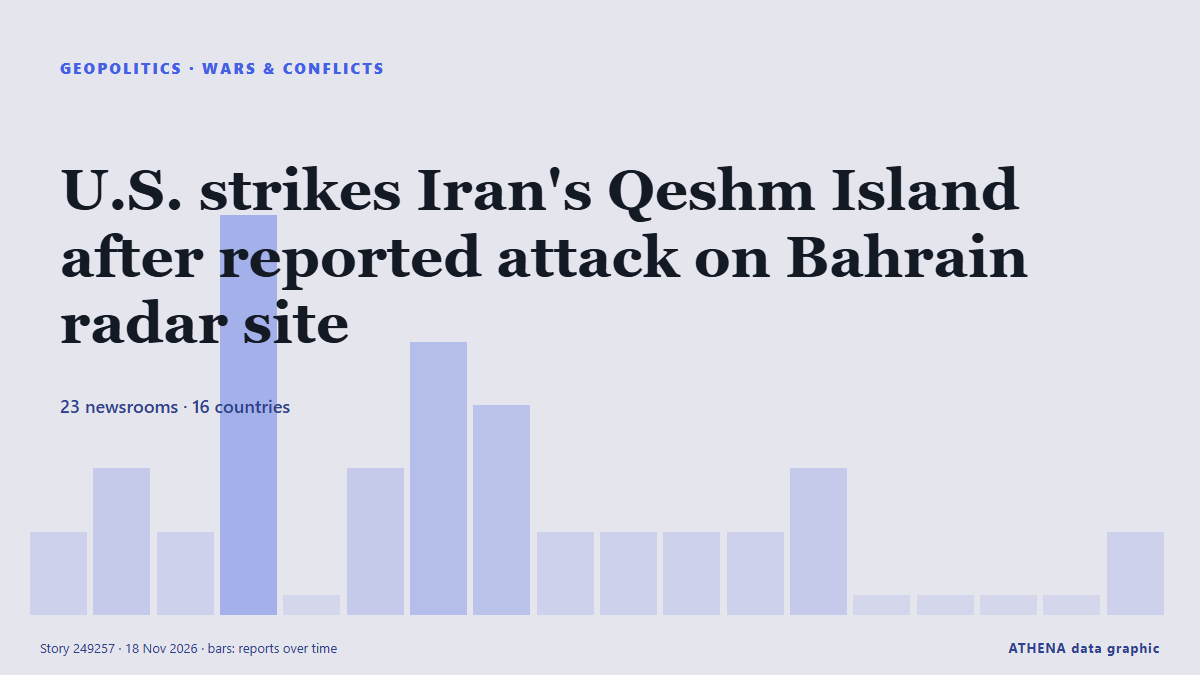 GEOPOLITICS · WARS & CONFLICTS
U.S. strikes Iran's Qeshm Island
after reported attack on Bahrain
radar site
23 newsrooms · 16 countries
Story 249257 · 18 Nov 2026 · bars: reports over time
ATHENA data graphic